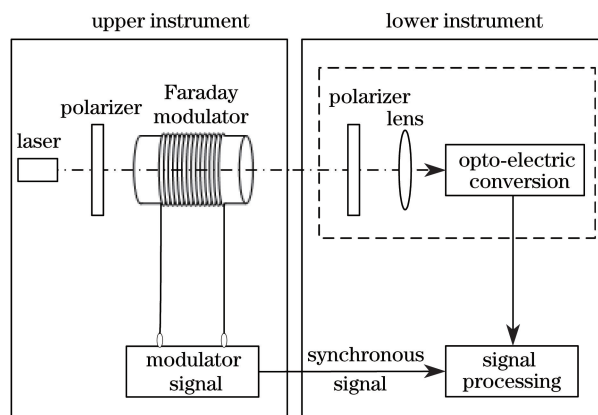 upper instrument
lower instrument
Faraday
modulator
polarizer
laser
polarizer
lens
opto-electric
conversion
modulator
signal
synchronous
signal
signal
processing